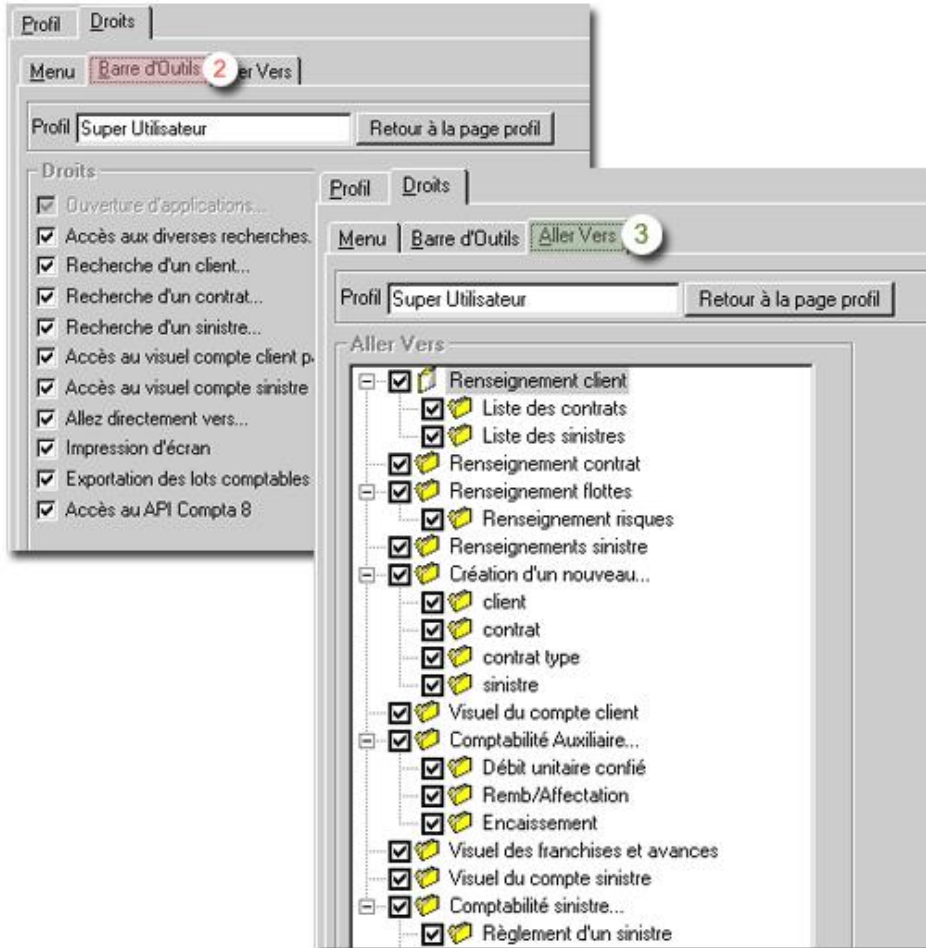 Profil Droits
Menu Barre d'Outils 2 er Vers
Profil Super Utilisateur Retour à la page profil
Droits
Ouverture d'applications...
Accès aux diverses recherches.
Recherche d'un client...
Recherche d'un contrat...
Recherche d'un sinistre...
Accès au visuel compte client p
Accès au visuel compte sinistre
Allez directement vers...
Impression d'écran
Exportation des lots comptables
Accès au API Compta 8
Profil Droits
Menu Barre d'Outils Aller Vers 3
Profil Super Utilisateur Retour à la page profil
Aller Vers
Renseignement client
Liste des contrats
Liste des sinistres
Renseignement contrat
Renseignement flottes
Renseignement risques
Renseignements sinistre
Création d'un nouveau...
client
contrat
contrat type
sinistre
Visuel du compte client
Comptabilité Auxiliaire...
Débit unitaire confié
Remb/Affectation
Encaissement
Visuel des franchises et avances
Visuel du compte sinistre
Comptabilité sinistre...
Règlement d'un sinistre